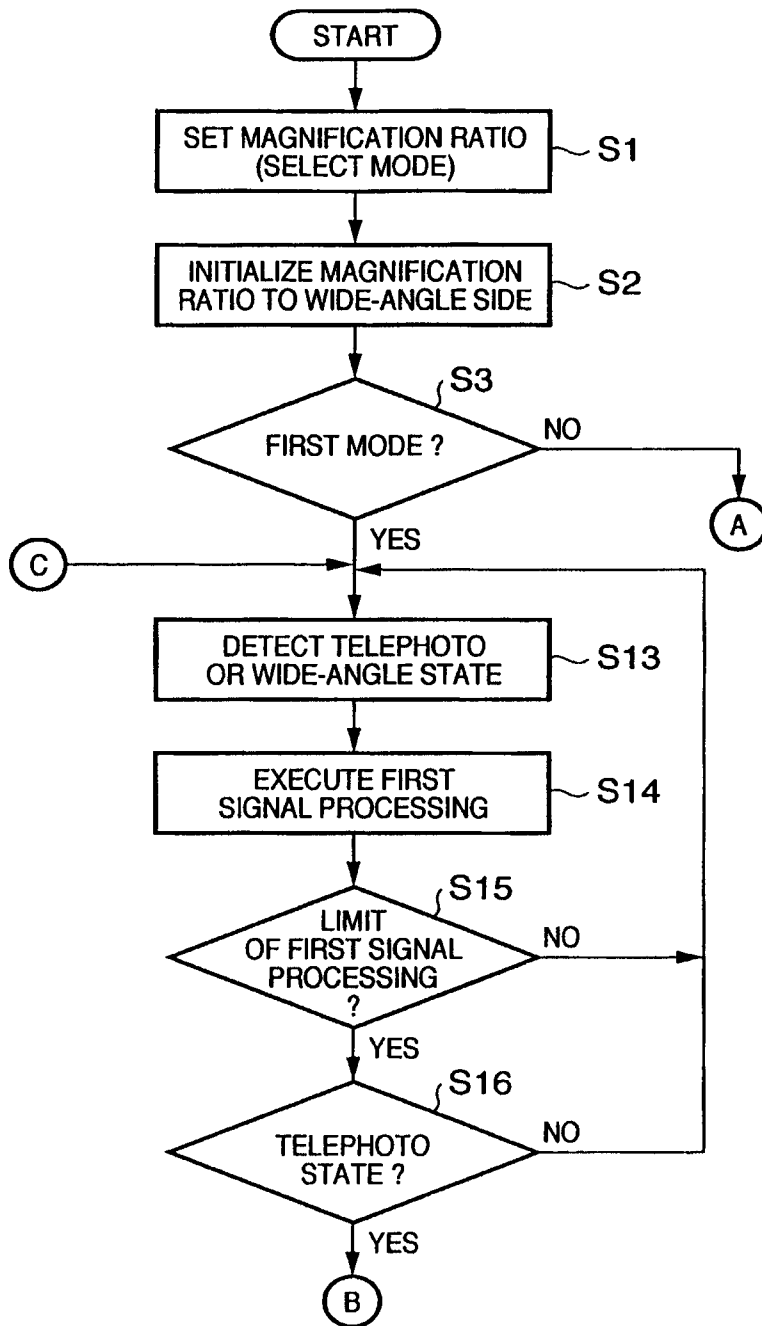 START
SET MAGNIFICATION RATIO
(SELECT MODE)
S1
INITIALIZE MAGNIFICATION
RATIO TO WIDE-ANGLE SIDE
S2
S3
FIRST MODE ?
NO
A
YES
C
DETECT TELEPHOTO
OR WIDE-ANGLE STATE
S13
EXECUTE FIRST
SIGNAL PROCESSING
S14
S15
LIMIT
OF FIRST SIGNAL
PROCESSING
?
NO
YES
S16
TELEPHOTO
STATE ?
NO
YES
B